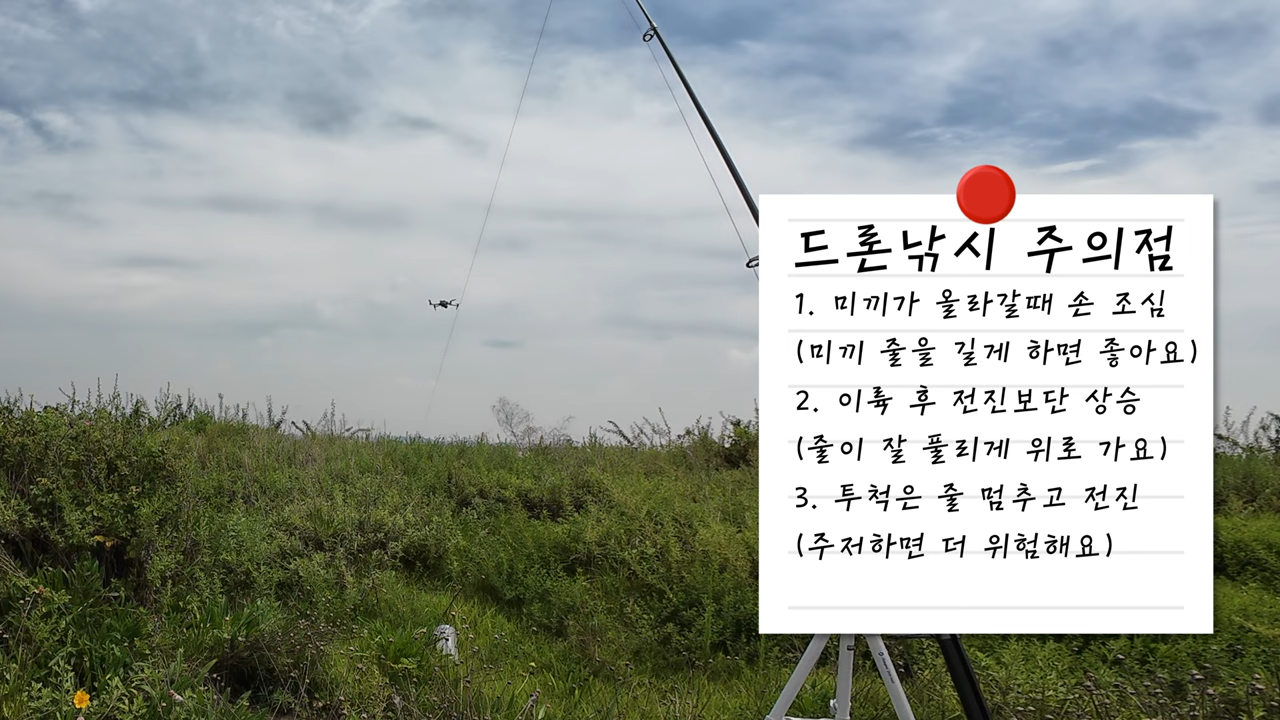 드론낚시 주의점
1. 미끼가 올라갈때 손 조심
(미끼 줄을 길게 하면 좋아요)
2. 이륙 후 전진보단 상승
(줄이 잘 풀리게 위로 가요)
3. 투척은 줄 멈추고 전진
(주저하면 더 위험해요)